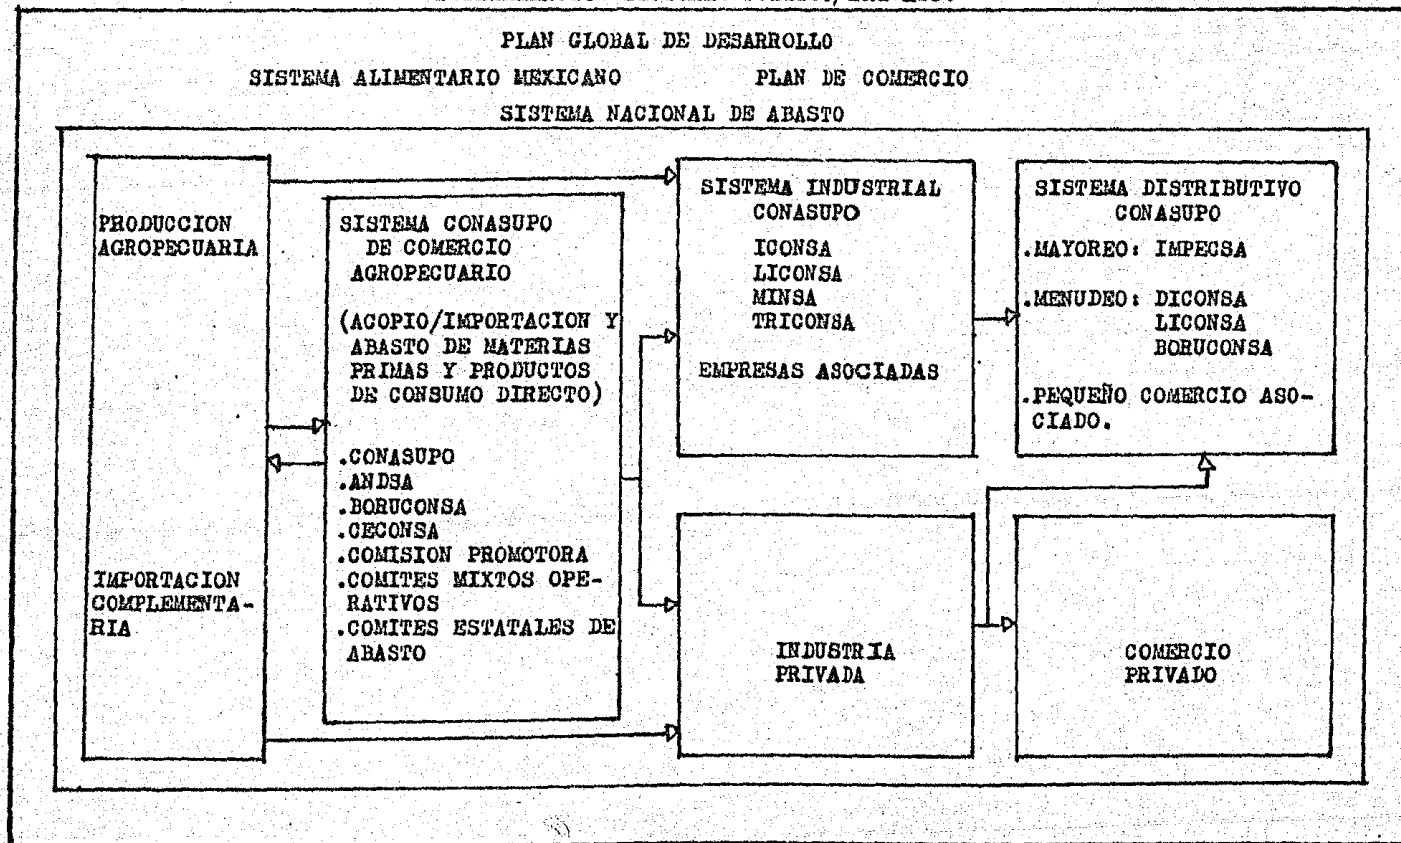 PLAN GLOBAL DE DESARROLLO
SISTEMA ALIMENTARIO MEXICANO PLAN DE COMERCIO
SISTEMA NACIONAL DE ABASTO
PRODUCCION
AGROPECUARIA
IMPORTACION
COMPLEMENTA-
RIA
SISTEMA CONASUPO
DE COMERCIO
AGROPECUARIO
(ACOPIO/IMPORTACION Y
ABASTO DE MATERIAS
PRIMAS Y PRODUCTOS
DE CONSUMO DIRECTO)
.CONASUPO
.ANDSA
.BORUCONSA
.CECONSA
.COMISION PROMOTORA
.COMITES MIXTOS OPE-
RATIVOS
.COMITES ESTATALES DE
ABASTO
SISTEMA INDUSTRIAL
CONASUPO
ICONSA
LICONSA
MINSA
TRICONSA
EMPRESAS ASOCIADAS
INDUSTRIA
PRIVADA
SISTEMA DISTRIBUTIVO
CONASUPO
.MAYOREO: IMPECSA
.MENUDEO: DICONSA
LICONSA
BORUCONSA
.PEQUEÑO COMERCIO ASO-
CIADO.
COMERCIO
PRIVADO